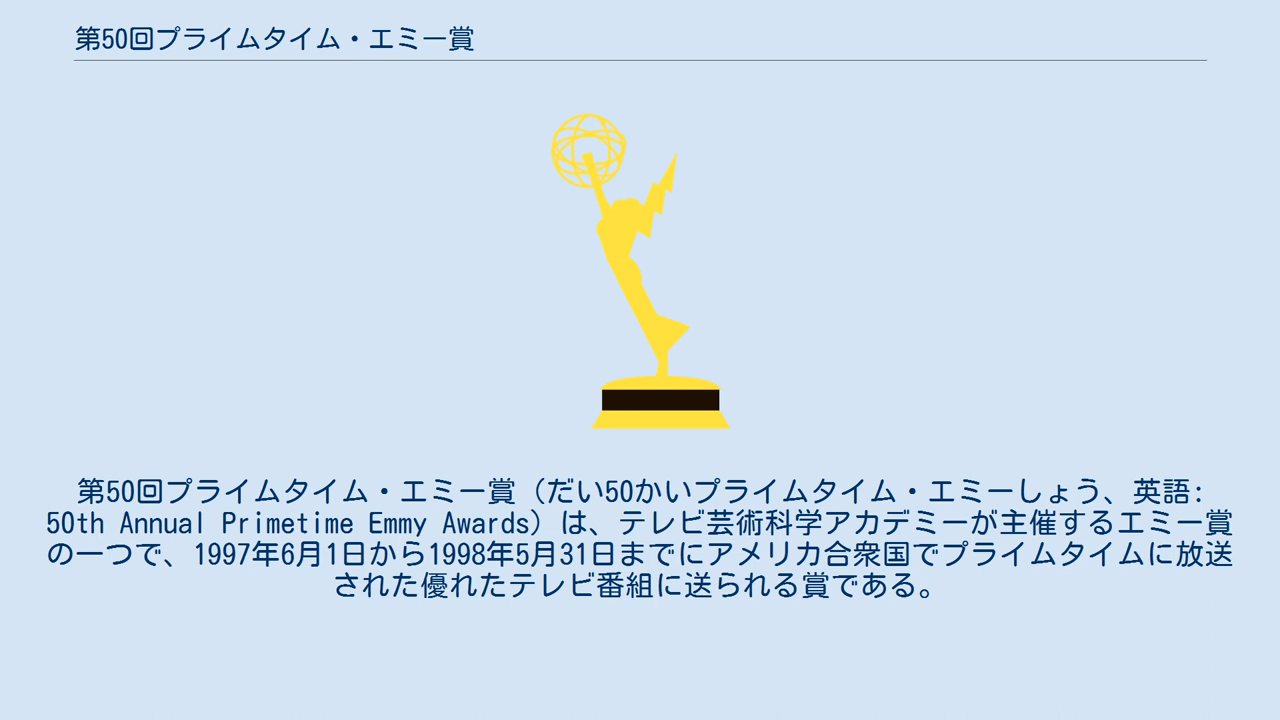 第50回プライムタイム・エミー賞
第50回プライムタイム・エミー賞（だい50かいプライムタイム・エミーしょう、英語:
50th Annual Primetime Emmy Awards）は、テレビ芸術科学アカデミーが主催するエミー賞
の一つで、1997年6月1日から1998年5月31日までにアメリカ合衆国でプライムタイムに放送
された優れたテレビ番組に送られる賞である。